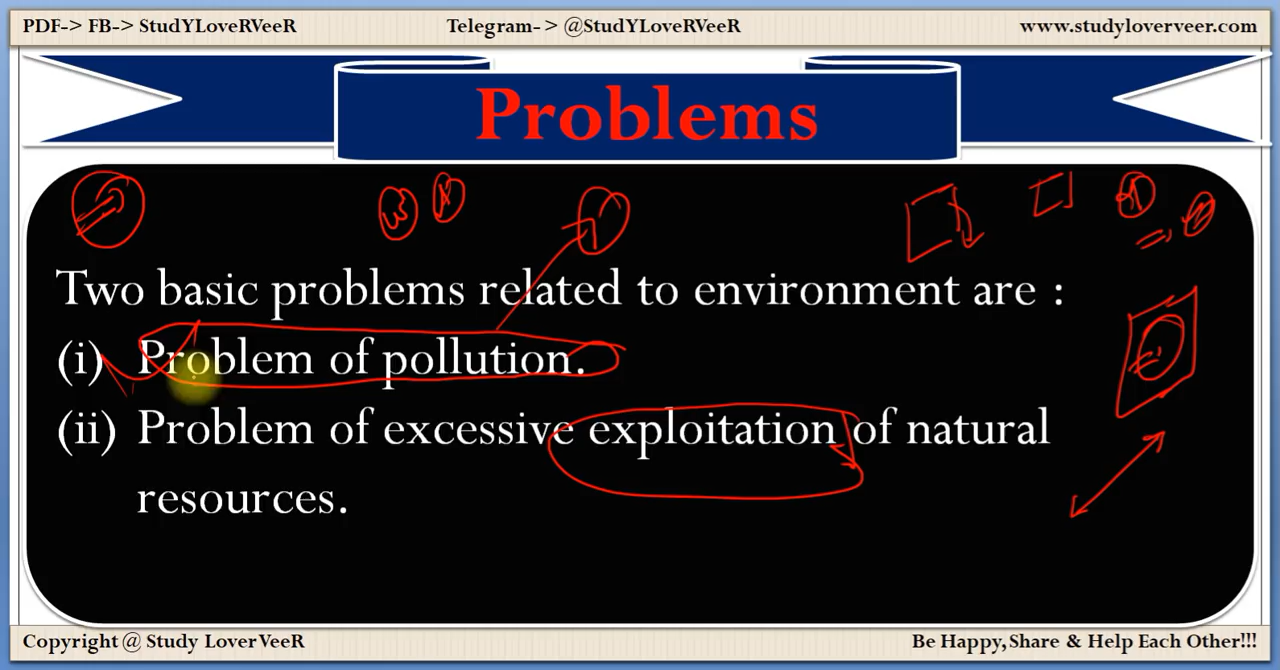 PDF-> FB-> StudYLoveRVeeR
Telegram- > @StudYLoveRVeeR
www.studyloverveer.com
Problems
Two basic problems related to environment are :
(i) Problem of pollution.
(ii) Problem of excessive exploitation of natural
resources.
Copyright @ Study LoverVeeR
Be Happy,Share & Help Each Other!!!